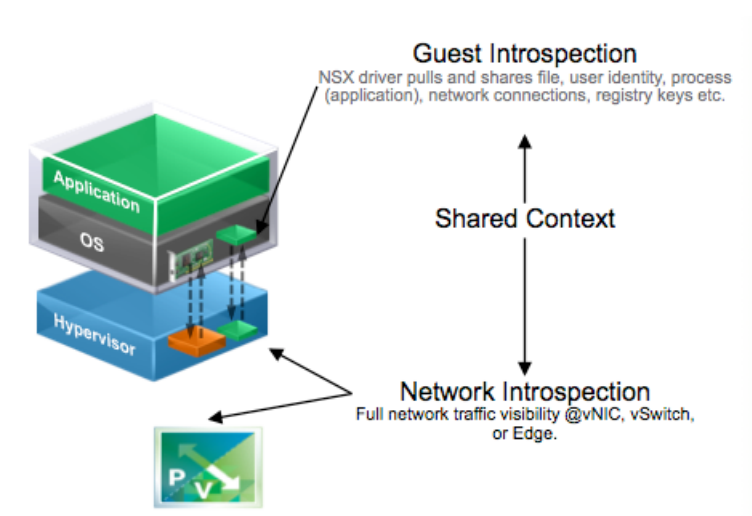 Guest Introspection
NSX driver pulls and shares file, user identity, process
(application), network connections, registry keys etc.
Application
OS
Shared Context
Hypervisor
Network Introspection
Full network traffic visibility @vNIC, vSwitch,
or Edge.
P
V